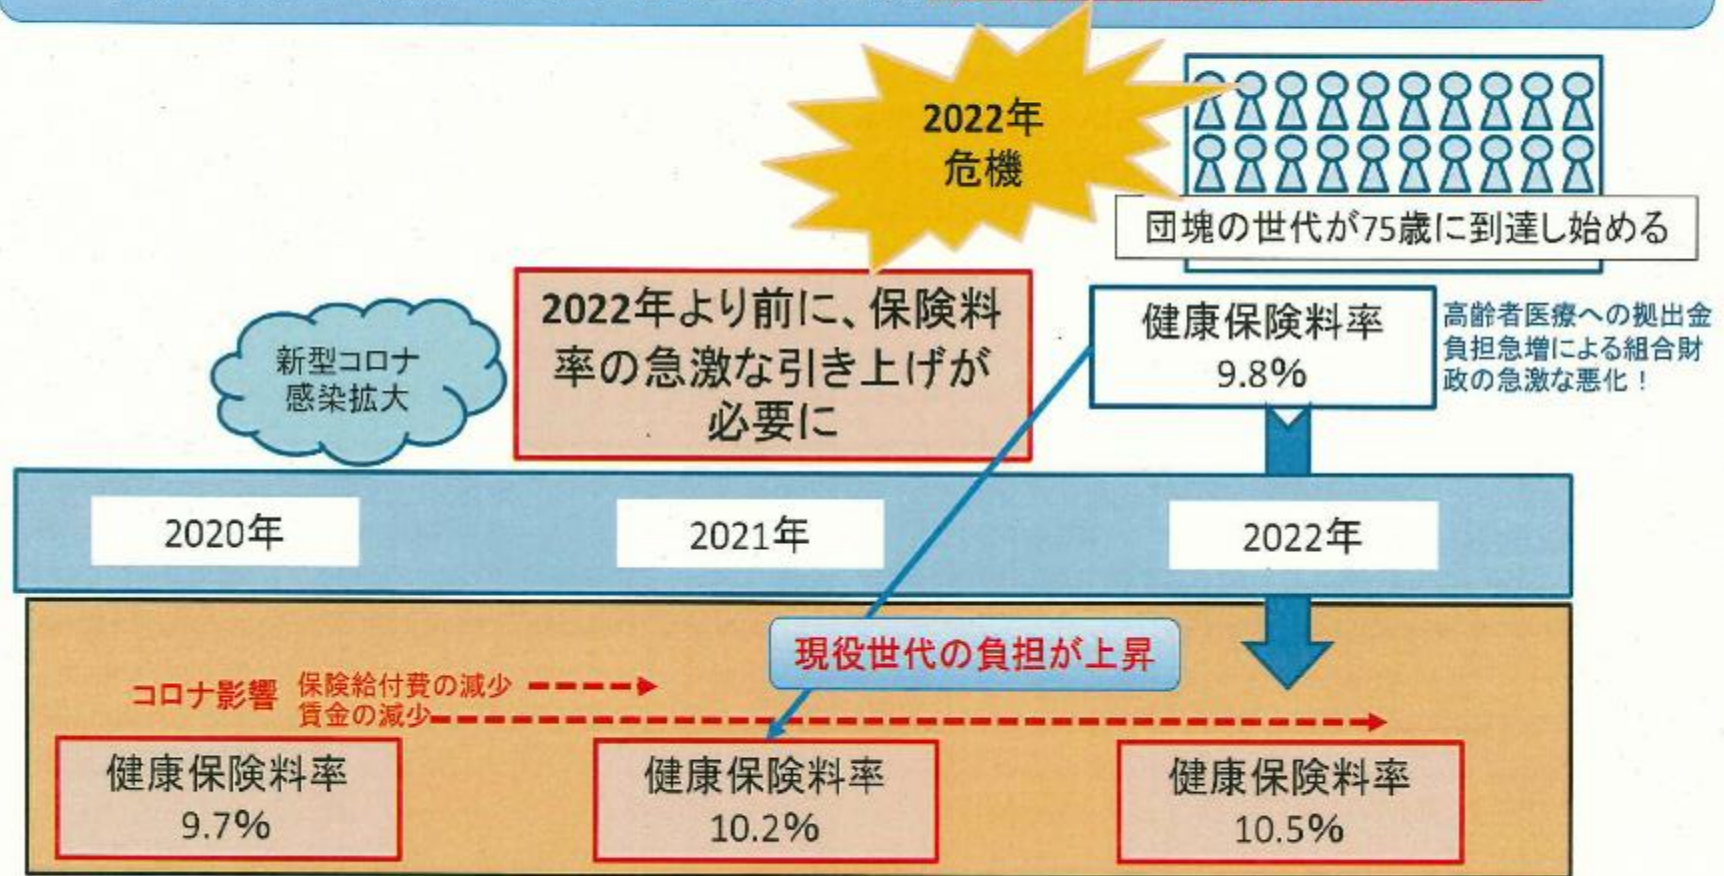 2022年
危機
団塊の世代が75歳に到達し始める
新型コロナ
感染拡大
2022年より前に、保険料
率の急激な引き上げが
必要に
健康保険料率
9.8%
高齢者医療への拠出金
負担急増による組合財
政の急激な悪化！
2020年
2021年
2022年
現役世代の負担が上昇
コロナ影響
保険給付費の減少
賃金の減少
健康保険料率
9.7%
健康保険料率
10.2%
健康保険料率
10.5%